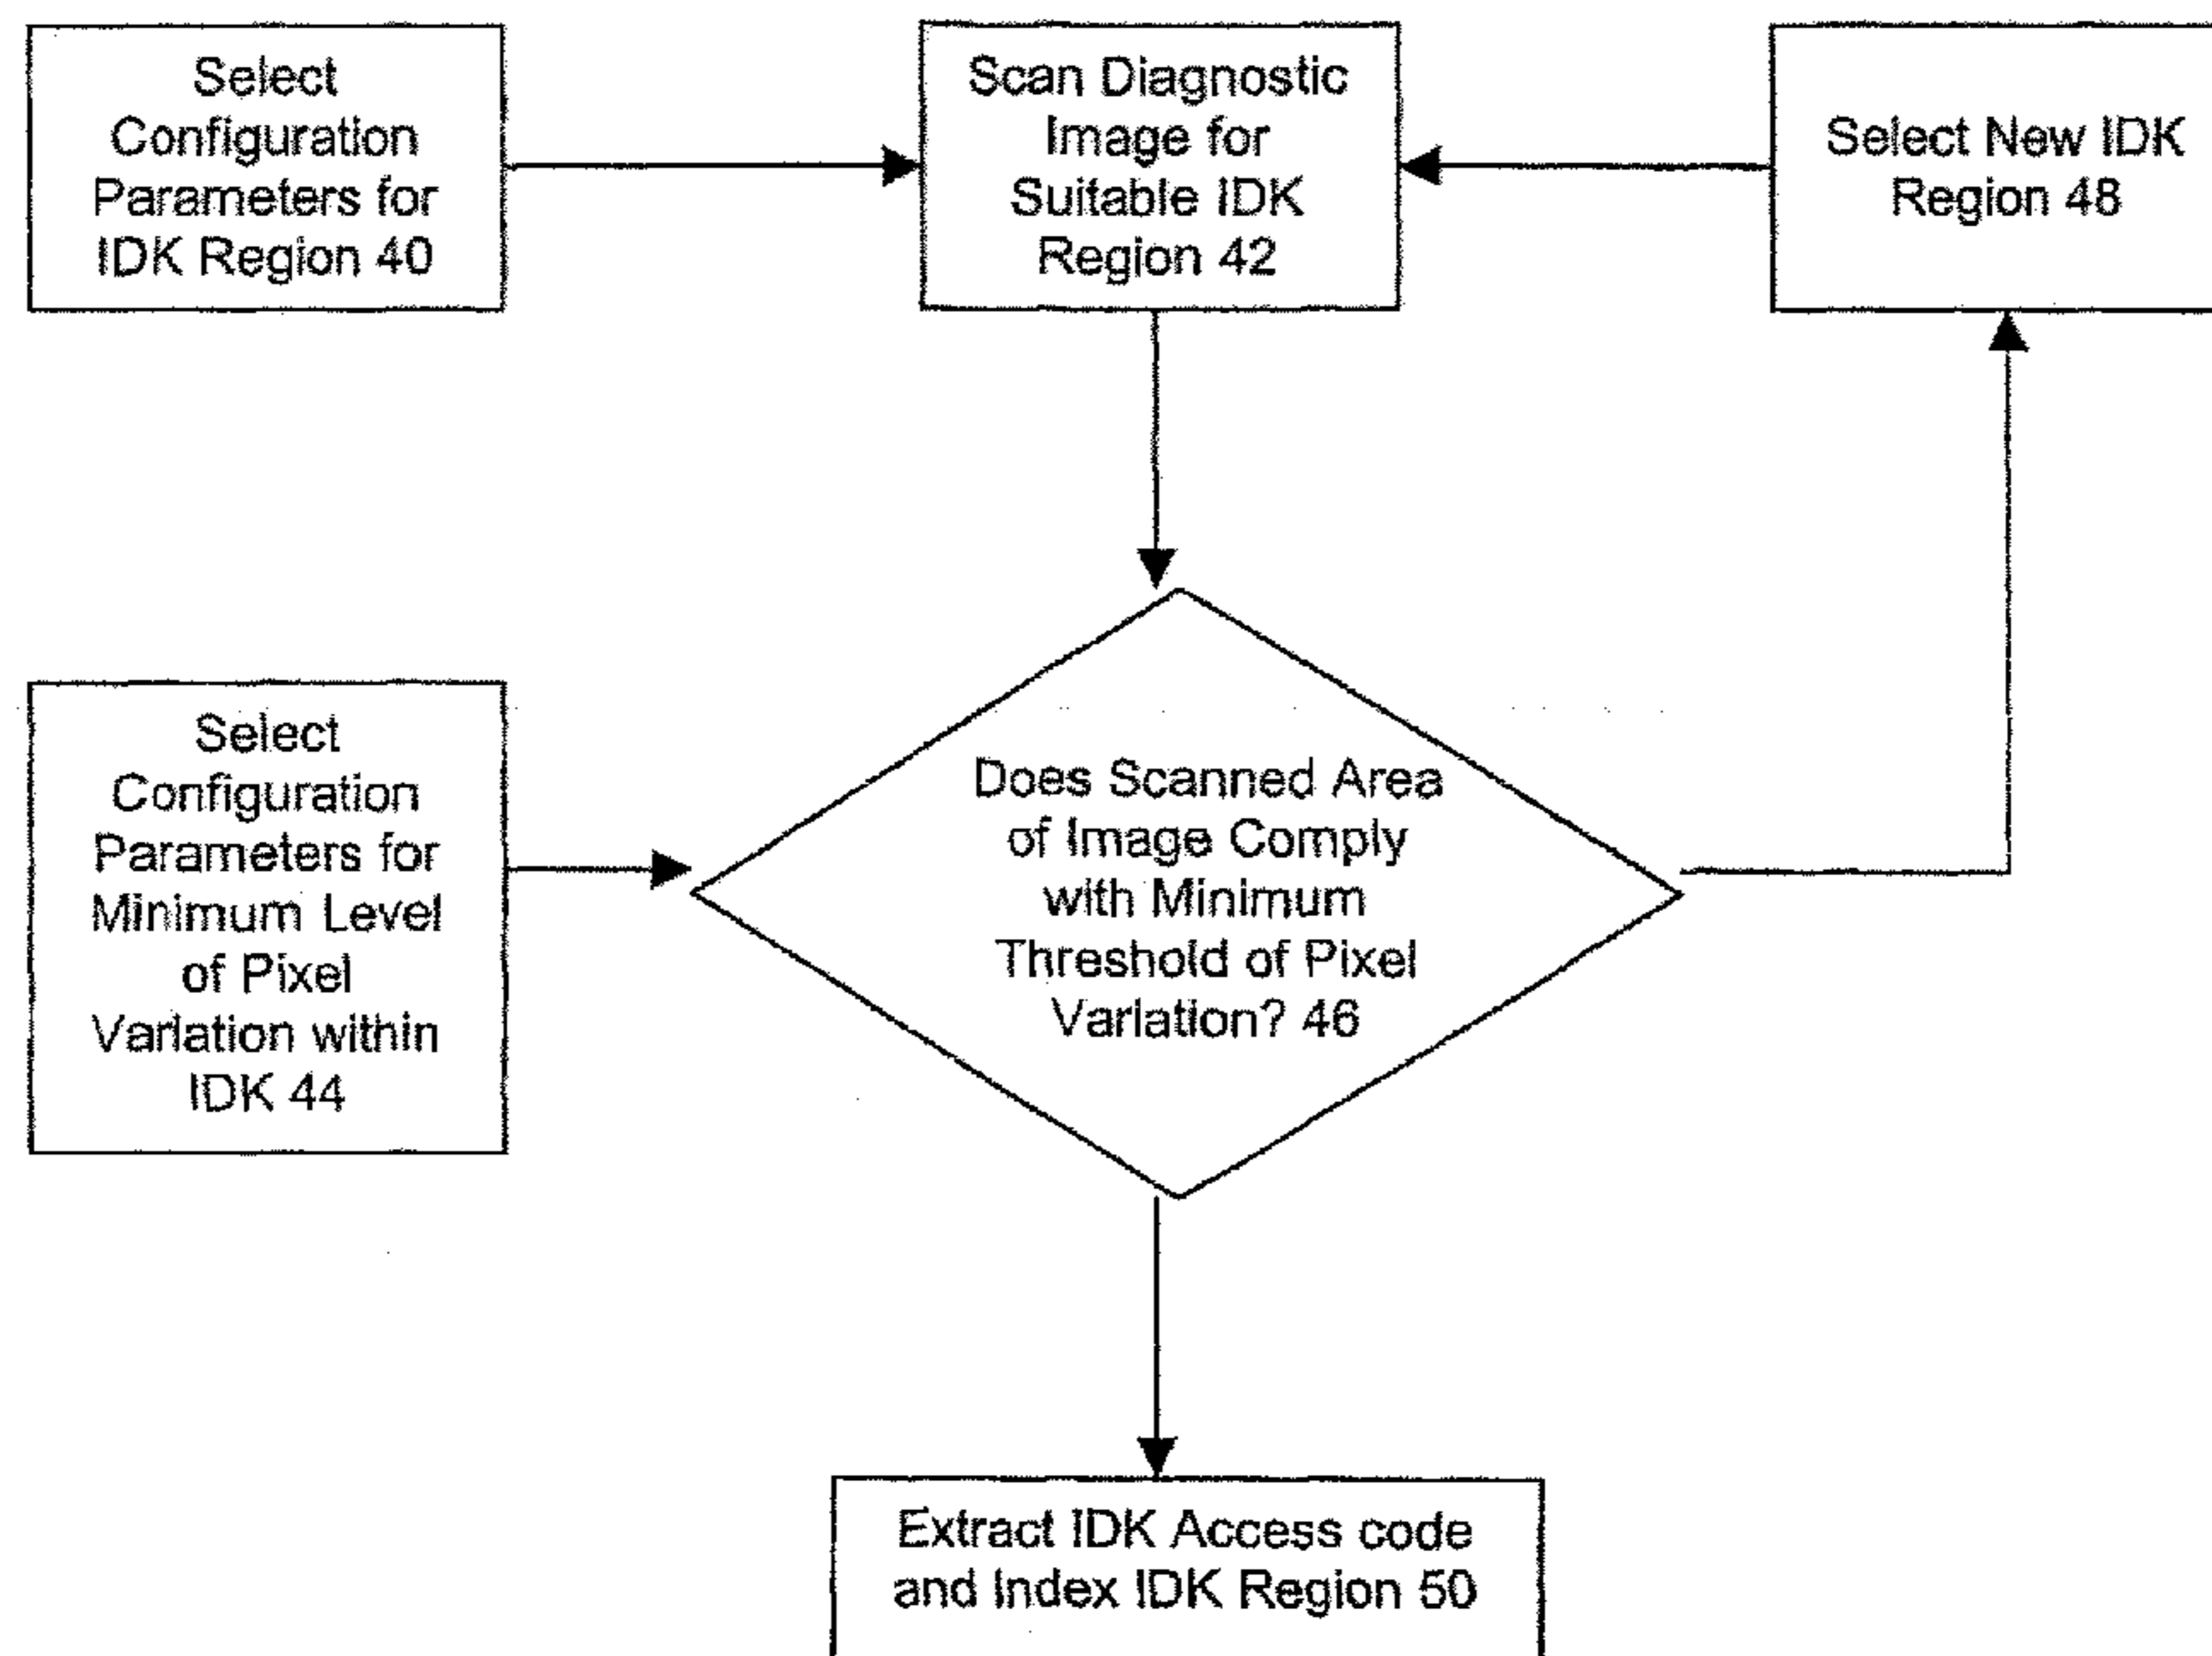 Select
Configuration
Parameters for
IDK Region 40
Scan Diagnostic
Image for
Suitable IDK
Region 42
Select New IDK
Region 48
Select
Configuration
Parameters for
Minimum Level
of Pixel
Variation within
IDK 44
Does Scanned Area
of Image Comply
with Minimum
Threshold of Pixel
Variation? 46
Extract IDK Access code
and Index IDK Region 50